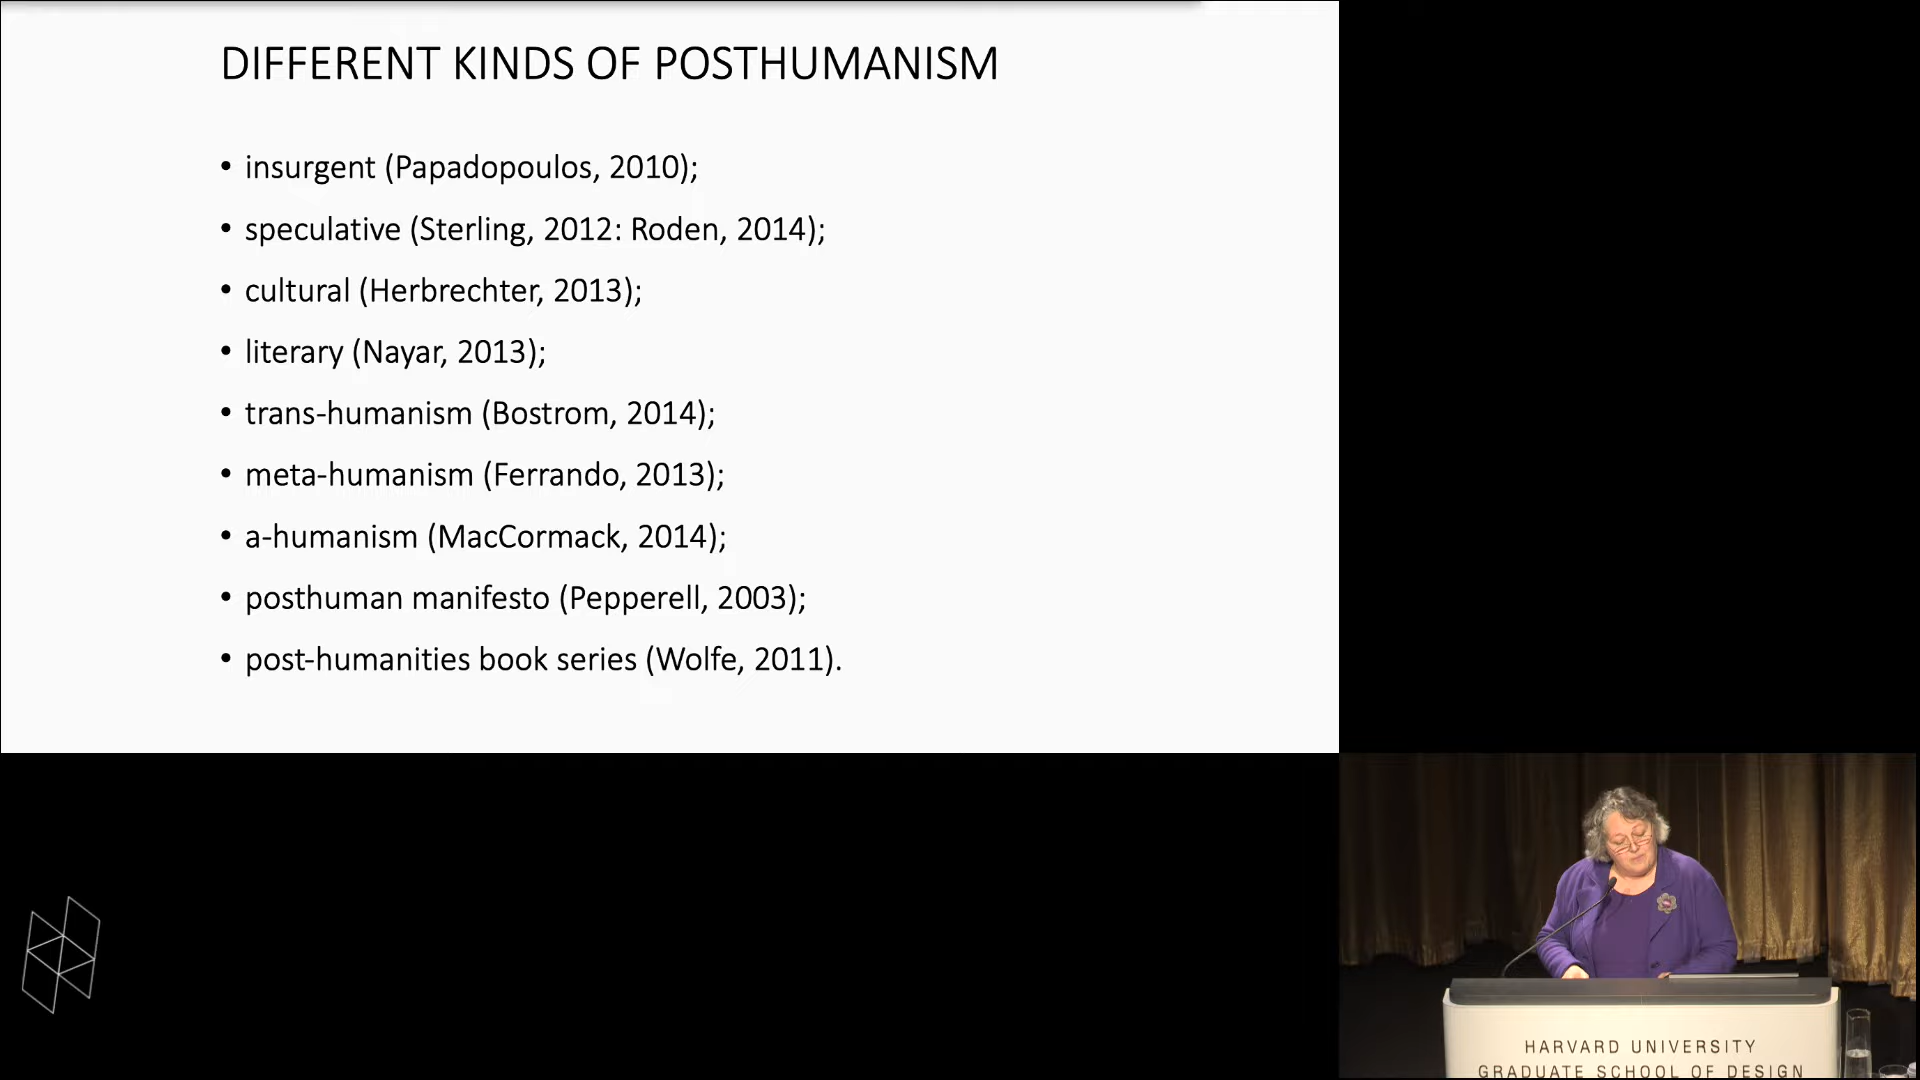 DIFFERENT KINDS OF POSTHUMANISM
• insurgent (Papadopoulos, 2010);
• speculative (Sterling, 2012: Roden, 2014);
• cultural (Herbrechter, 2013);
• literary (Nayar, 2013);
• trans-humanism (Bostrom, 2014);
• meta-humanism (Ferrando, 2013);
• a-humanism (MacCormack, 2014);
• posthuman manifesto (Pepperell, 2003);
• post-humanities book series (Wolfe, 2011).
HARVARD UNIVERSITY
GRADUATE SCHOOL OF DESIGN